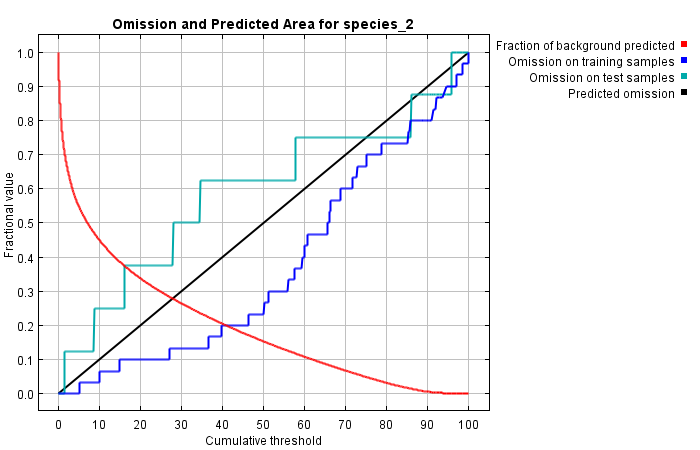 Omission and Predicted Area for species_2
Fraction of background predicted
Omission on training samples
Omission on test samples
Predicted omission
Fractional value
1.0
0.9
0.8
0.7
0.6
0.5
0.4
0.3
0.2
0.1
0.0
0 10 20 30 40 50 60 70 80 90 100
Cumulative threshold